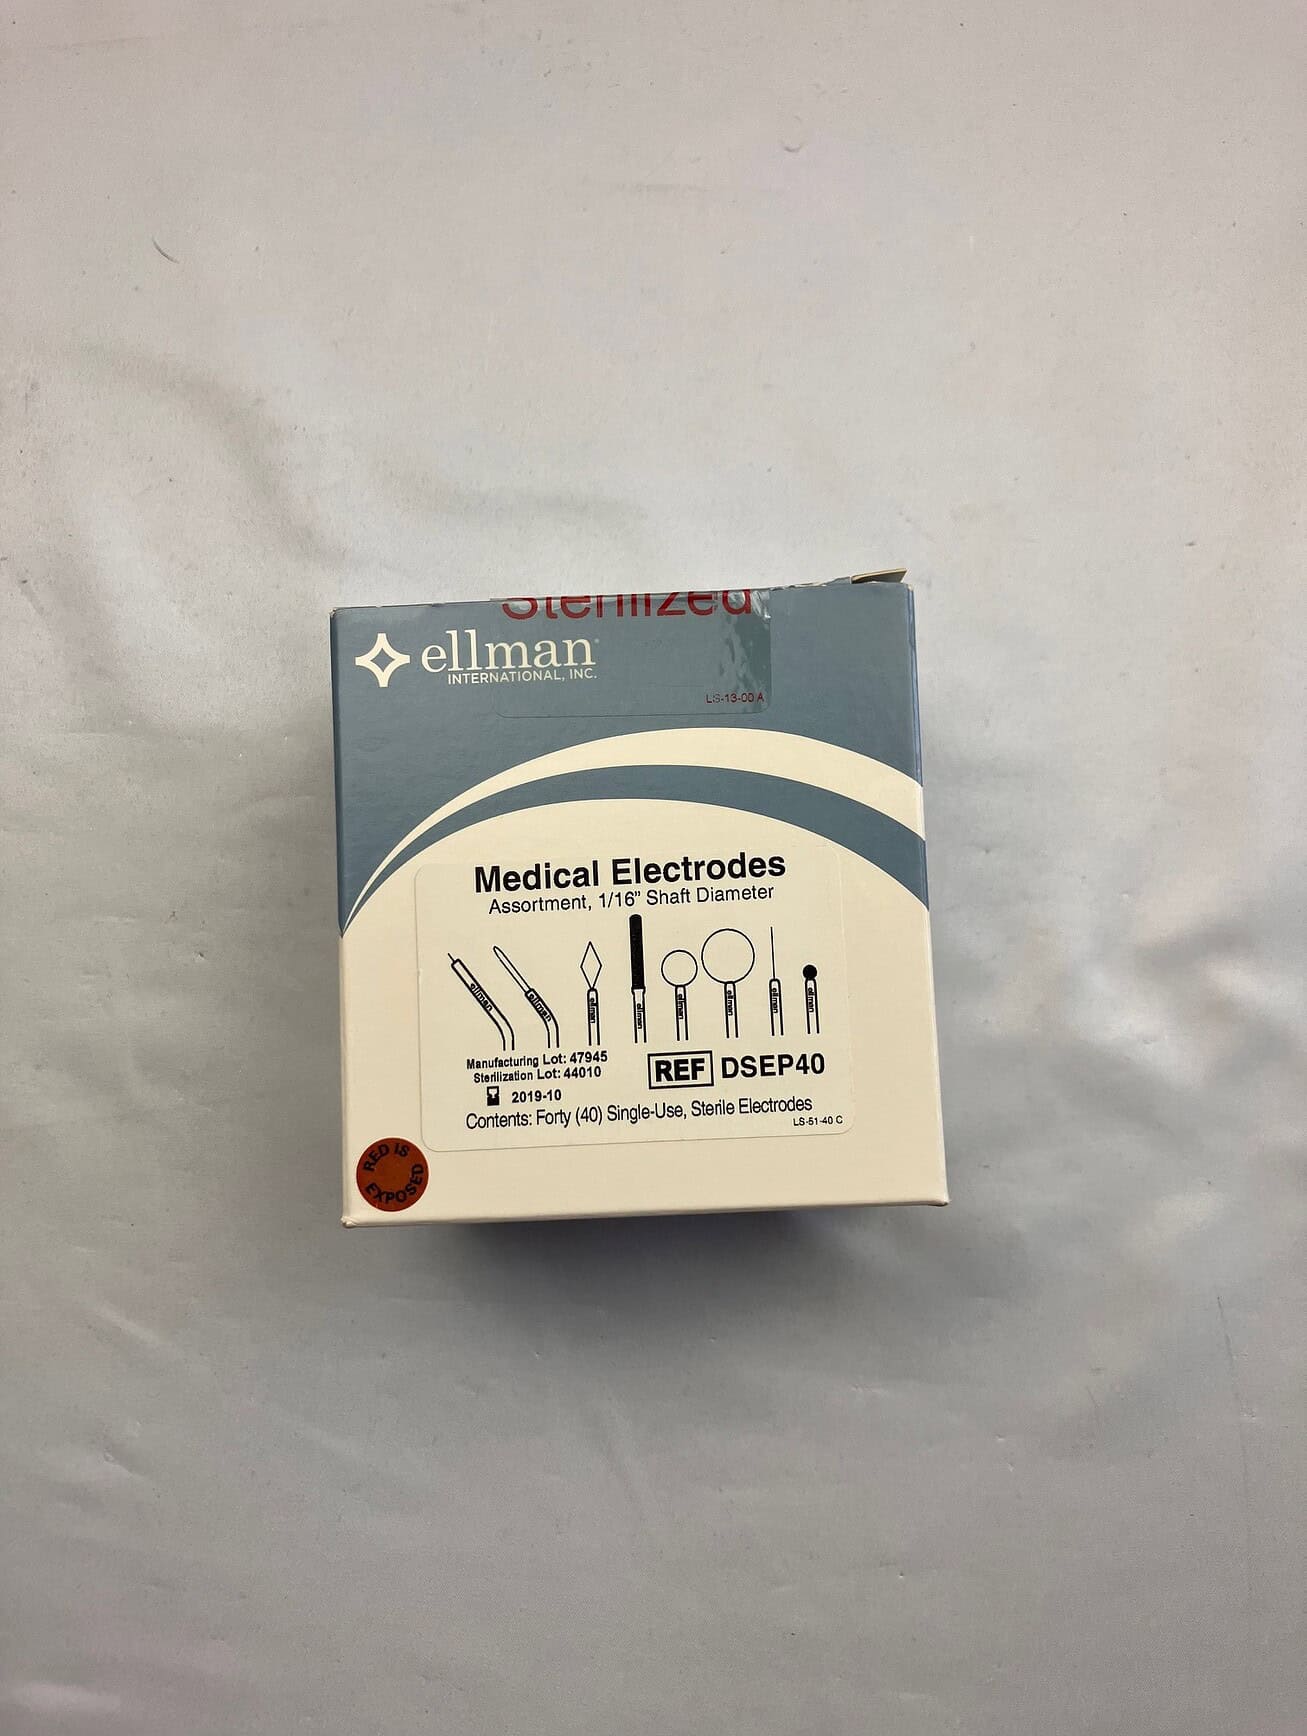 Sterilized
ellman
INTERNATIONAL, INC.
LS-13-00 A
Medical Electrodes
Assortment, 1/16" Shaft Diameter
ellman ellman ellman ellman ellman ellman ellman ellman
Manufacturing Lot: 47945
Sterilization Lot: 44010
REF DSEP40
2019-10
Contents: Forty (40) Single-Use, Sterile Electrodes
LS-51-40 C
RED IS
EXPOSED